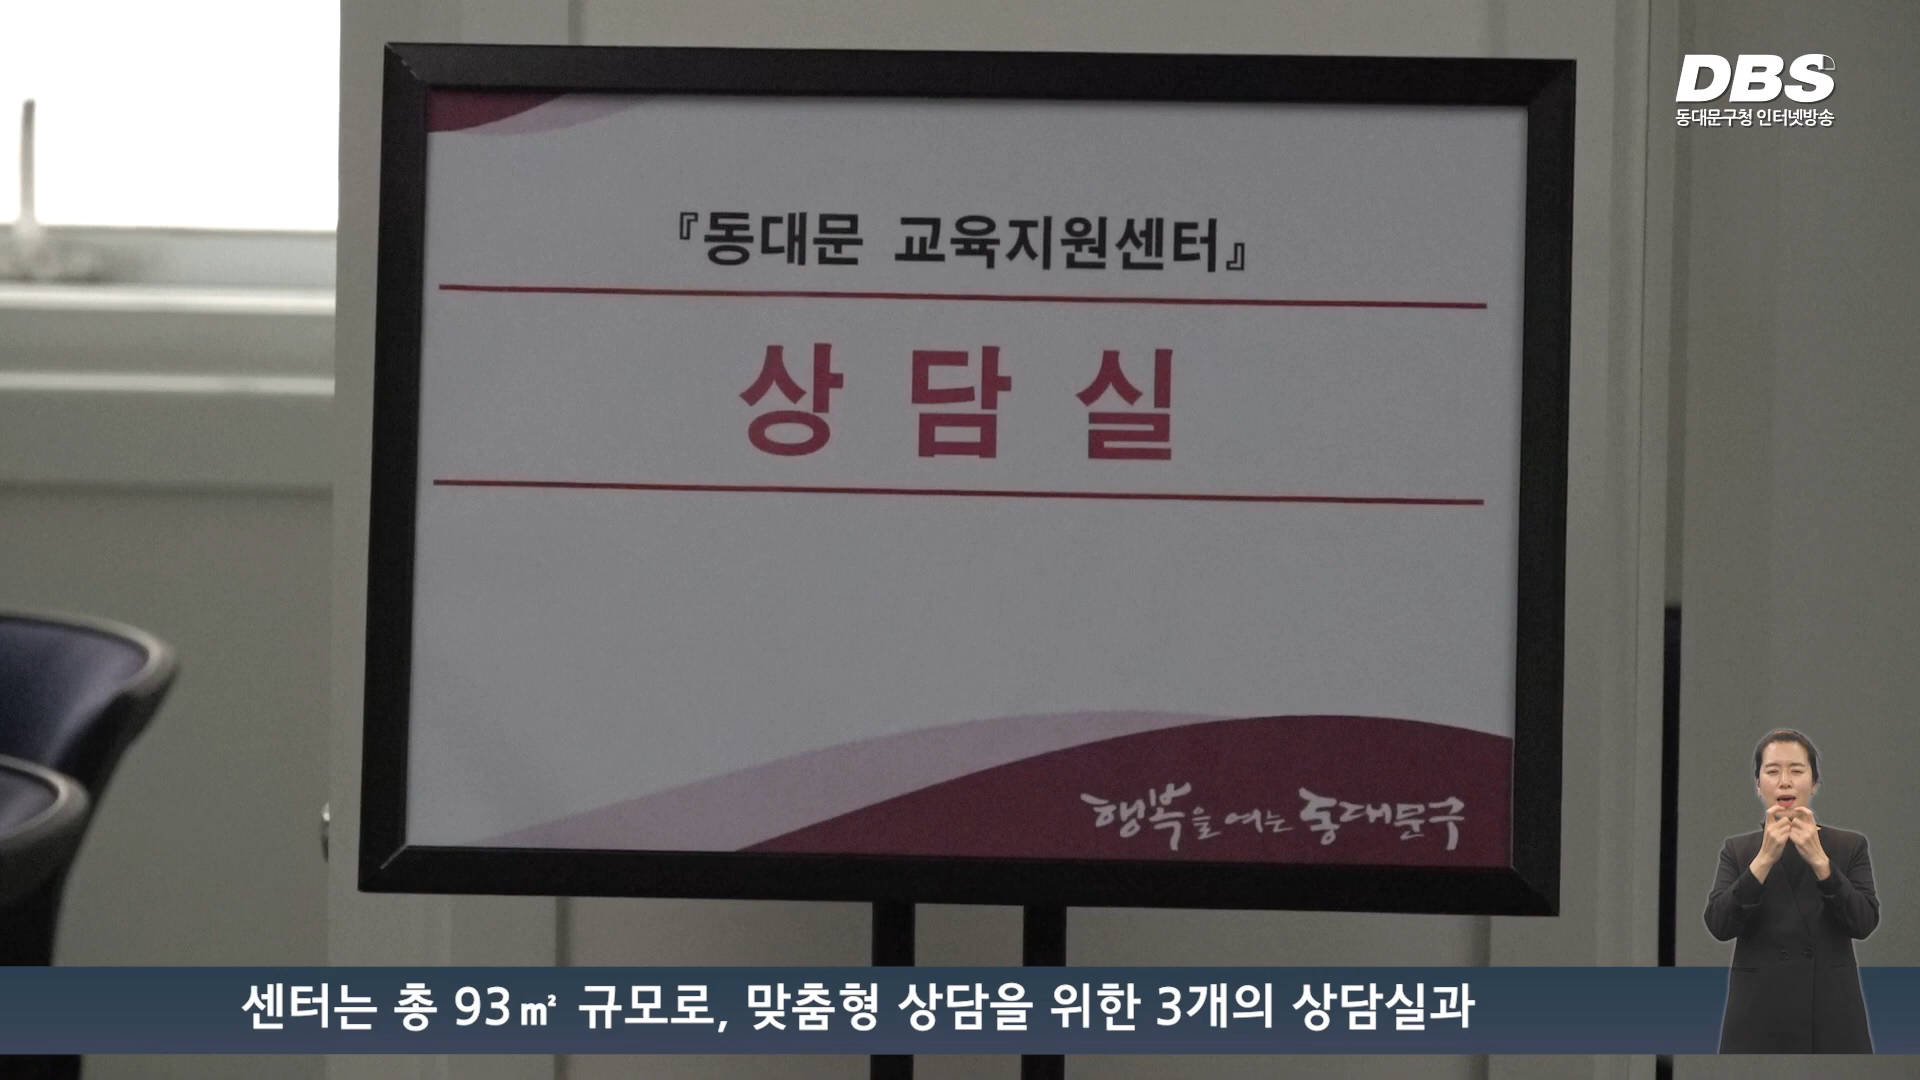 DBS
동대문구청 인터넷방송
『동대문 교육지원센터』
상 담 실
행복을 여는 동대문구
센터는 총 93㎡ 규모로, 맞춤형 상담을 위한 3개의 상담실과